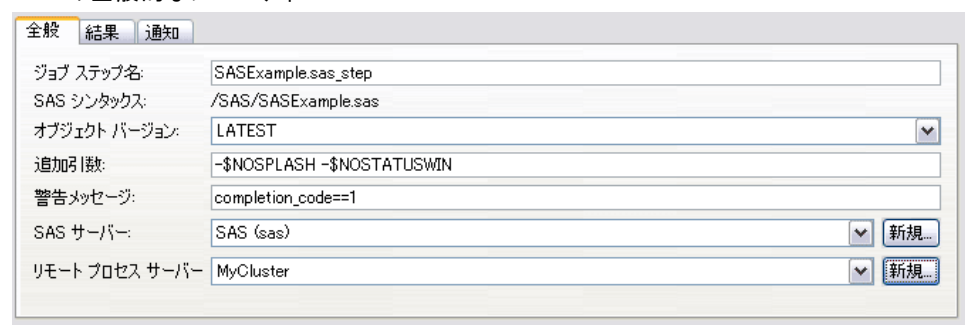 全般 結果 通知
ジョブ ステップ名: SASExample.sas_step
SAS シンタックス: /SAS/SASExample.sas
オブジェクト バージョン: LATEST
追加引数: -$NOSPLASH -$NOSTATUSWIN
警告メッセージ: completion_code==1
SAS サーバー: SAS (sas) 新規...
リモート プロセス サーバー MyCluster 新規...